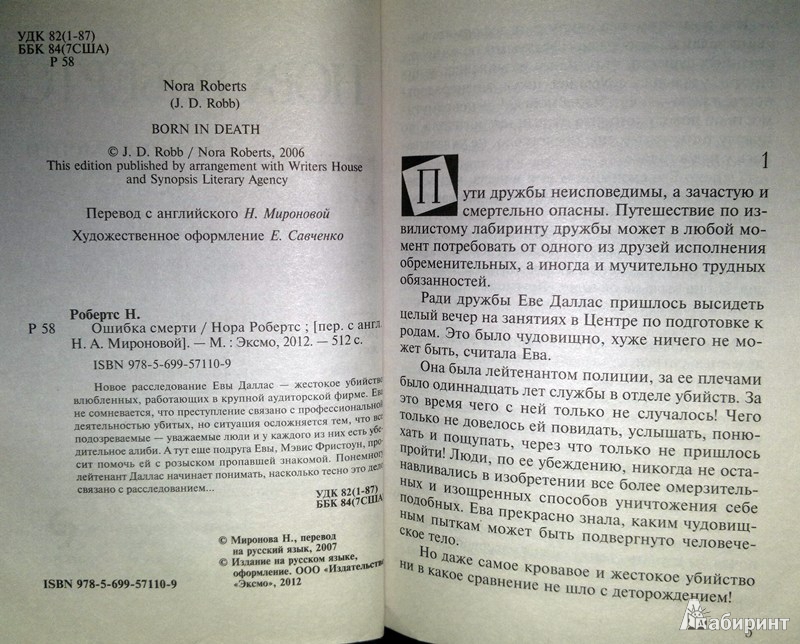 УДК 82(1-87)
ББК 84(7США)
Р 58
Nora Roberts
(J. D. Robb)
BORN IN DEATH
© J. D. Robb / Nora Roberts, 2006
This edition published by arrangement with Writers House
and Synopsis Literary Agency
Перевод с английского Н. Мироновой
Художественное оформление Е. Савченко
Робертс Н.
Р 58 Ошибка смерти / Нора Робертс ; [пер. с англ.
Н. А. Мироновой]. — М. : Эксмо, 2012. — 512 с.
ISBN 978-5-699-57110-9
Новое расследование Евы Даллас — жестокое убийство
влюбленных, работающих в крупной аудиторской фирме. Ева
не сомневается, что преступление связано с профессиональной
деятельностью убитых, но ситуация осложняется тем, что все
подозреваемые — уважаемые люди и у каждого из них есть убе-
дительное алиби. А тут еще подруга Евы, Мэвис Фристоун, про-
сит помочь ей с розыском пропавшей знакомой. Понемногу
лейтенант Даллас начинает понимать, насколько тесно это дело
связано с расследованием...
УДК 82(1-87)
ББК 84(7США
© Миронова Н., перевод
на русский язык, 2007
© Издание на русском языке,
оформление. ООО «Издательство
«Эксмо», 2012
ISBN 978-5-699-57110-9
1
Пути дружбы неисповедимы, а зачастую и
смертельно опасны. Путешествие по из-
вилистому лабиринту дружбы может в любой мо-
мент потребовать от одного из друзей исполнения
обременительных, а иногда и мучительно трудных
обязанностей.
Ради дружбы Еве Даллас пришлось высидеть
целый вечер на занятиях в Центре по подготовке к
родам. Это было чудовищно, хуже ничего не мо-
жет быть, считала Ева.
Она была лейтенантом полиции, за ее плечами
было одиннадцать лет службы в отделе убийств. За
это время чего с ней только не случалось! Чего
только не довелось ей повидать, услышать, поню-
хать и пощупать, через что только не пришлось
пройти! Люди, по ее убеждению, никогда не оста-
навливались в изобретении все более омерзитель-
ных и изощренных способов уничтожения себе
подобных. Ева прекрасно знала, каким чудовищ-
ным пыткам может быть подвергнуто человече-
ское тело.
Но даже самое кровавое и жестокое убийство
ни в какое сравнение не шло с деторождением!
5
Лабиринт